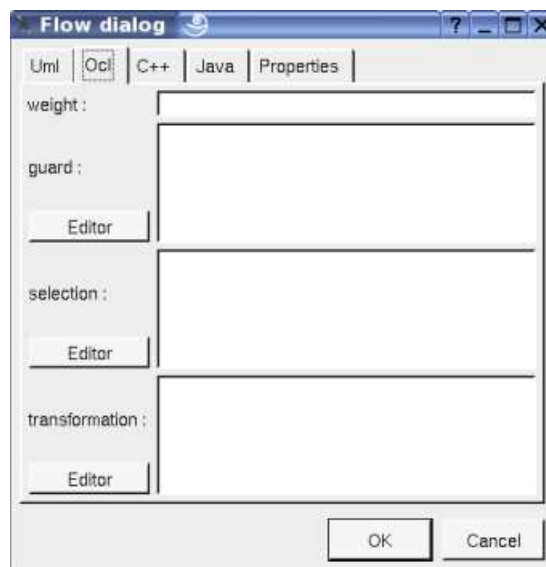 Flow dialog
Uml Ocl C++ Java Properties
weight :
guard :
Editor
selection :
Editor
transformation :
Editor
OK Cancel